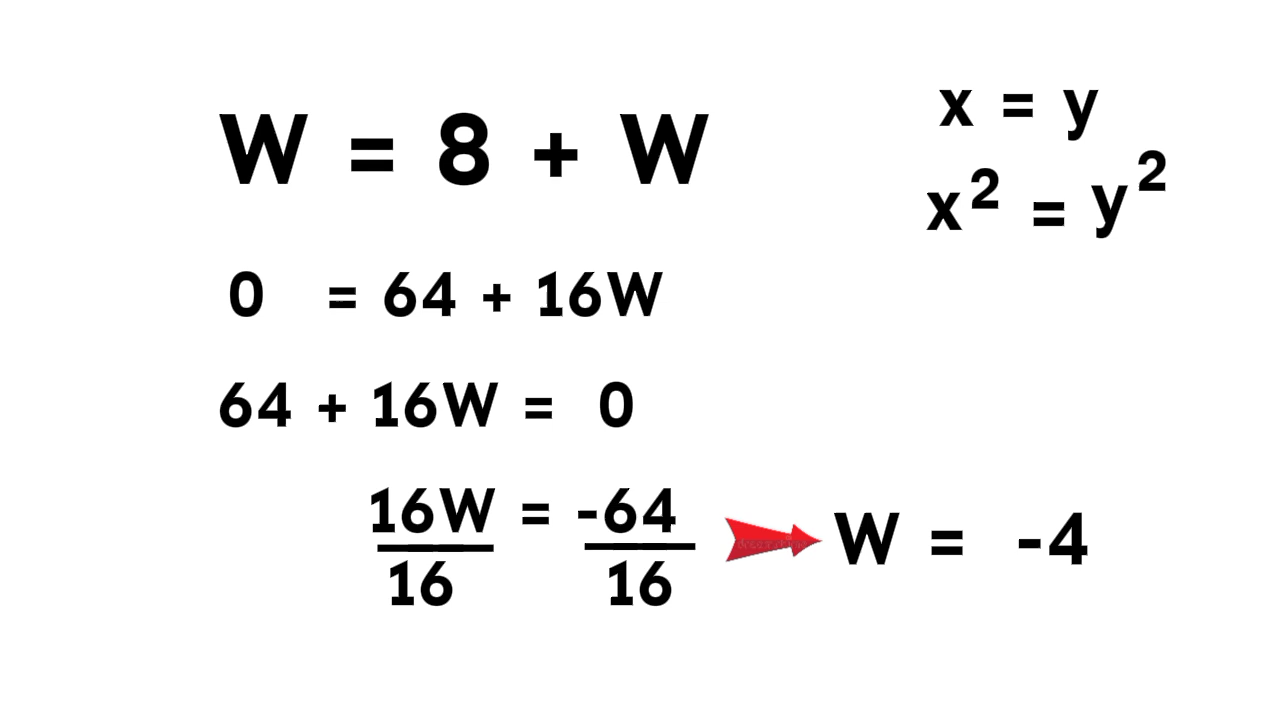 W = 8 + W
x = y
x² = y²
0 = 64 + 16W
64 + 16W = 0
16W = -64
16 16
W = -4